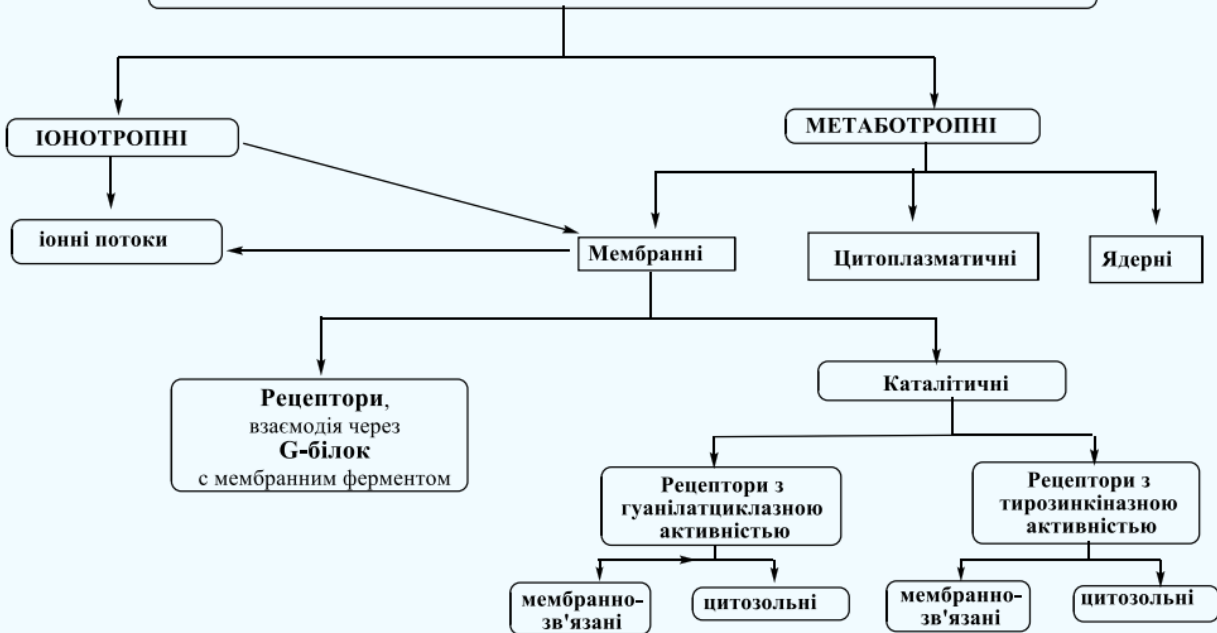 ІОНОТРОПНІ
МЕТАБОТРОПНІ
іонні потоки
Мембранні
Цитоплазматичні
Ядерні
Рецептори,
взаємодія через
G-білок
с мембранним ферментом
Каталітичні
Рецептори з
гуанілатциклазною
активністю
Рецептори з
тирозинкіназною
активністю
мембранно-
зв'язані
цитозольні
мембранно-
зв'язані
цитозольні